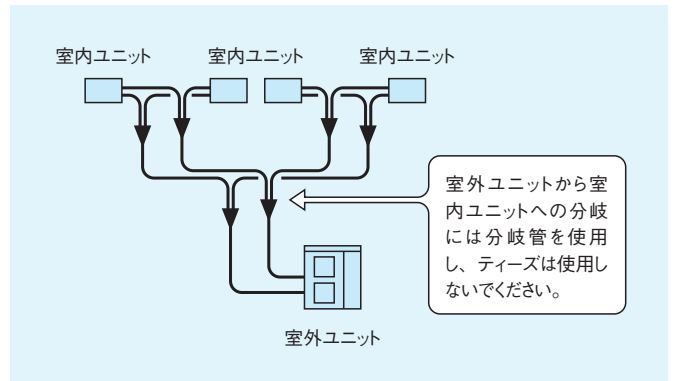 室内ユニット 室内ユニット 室内ユニット
室外ユニットから室
内ユニットへの分岐
には分岐管を使用
し、ティーズは使用し
ないでください。
室外ユニット